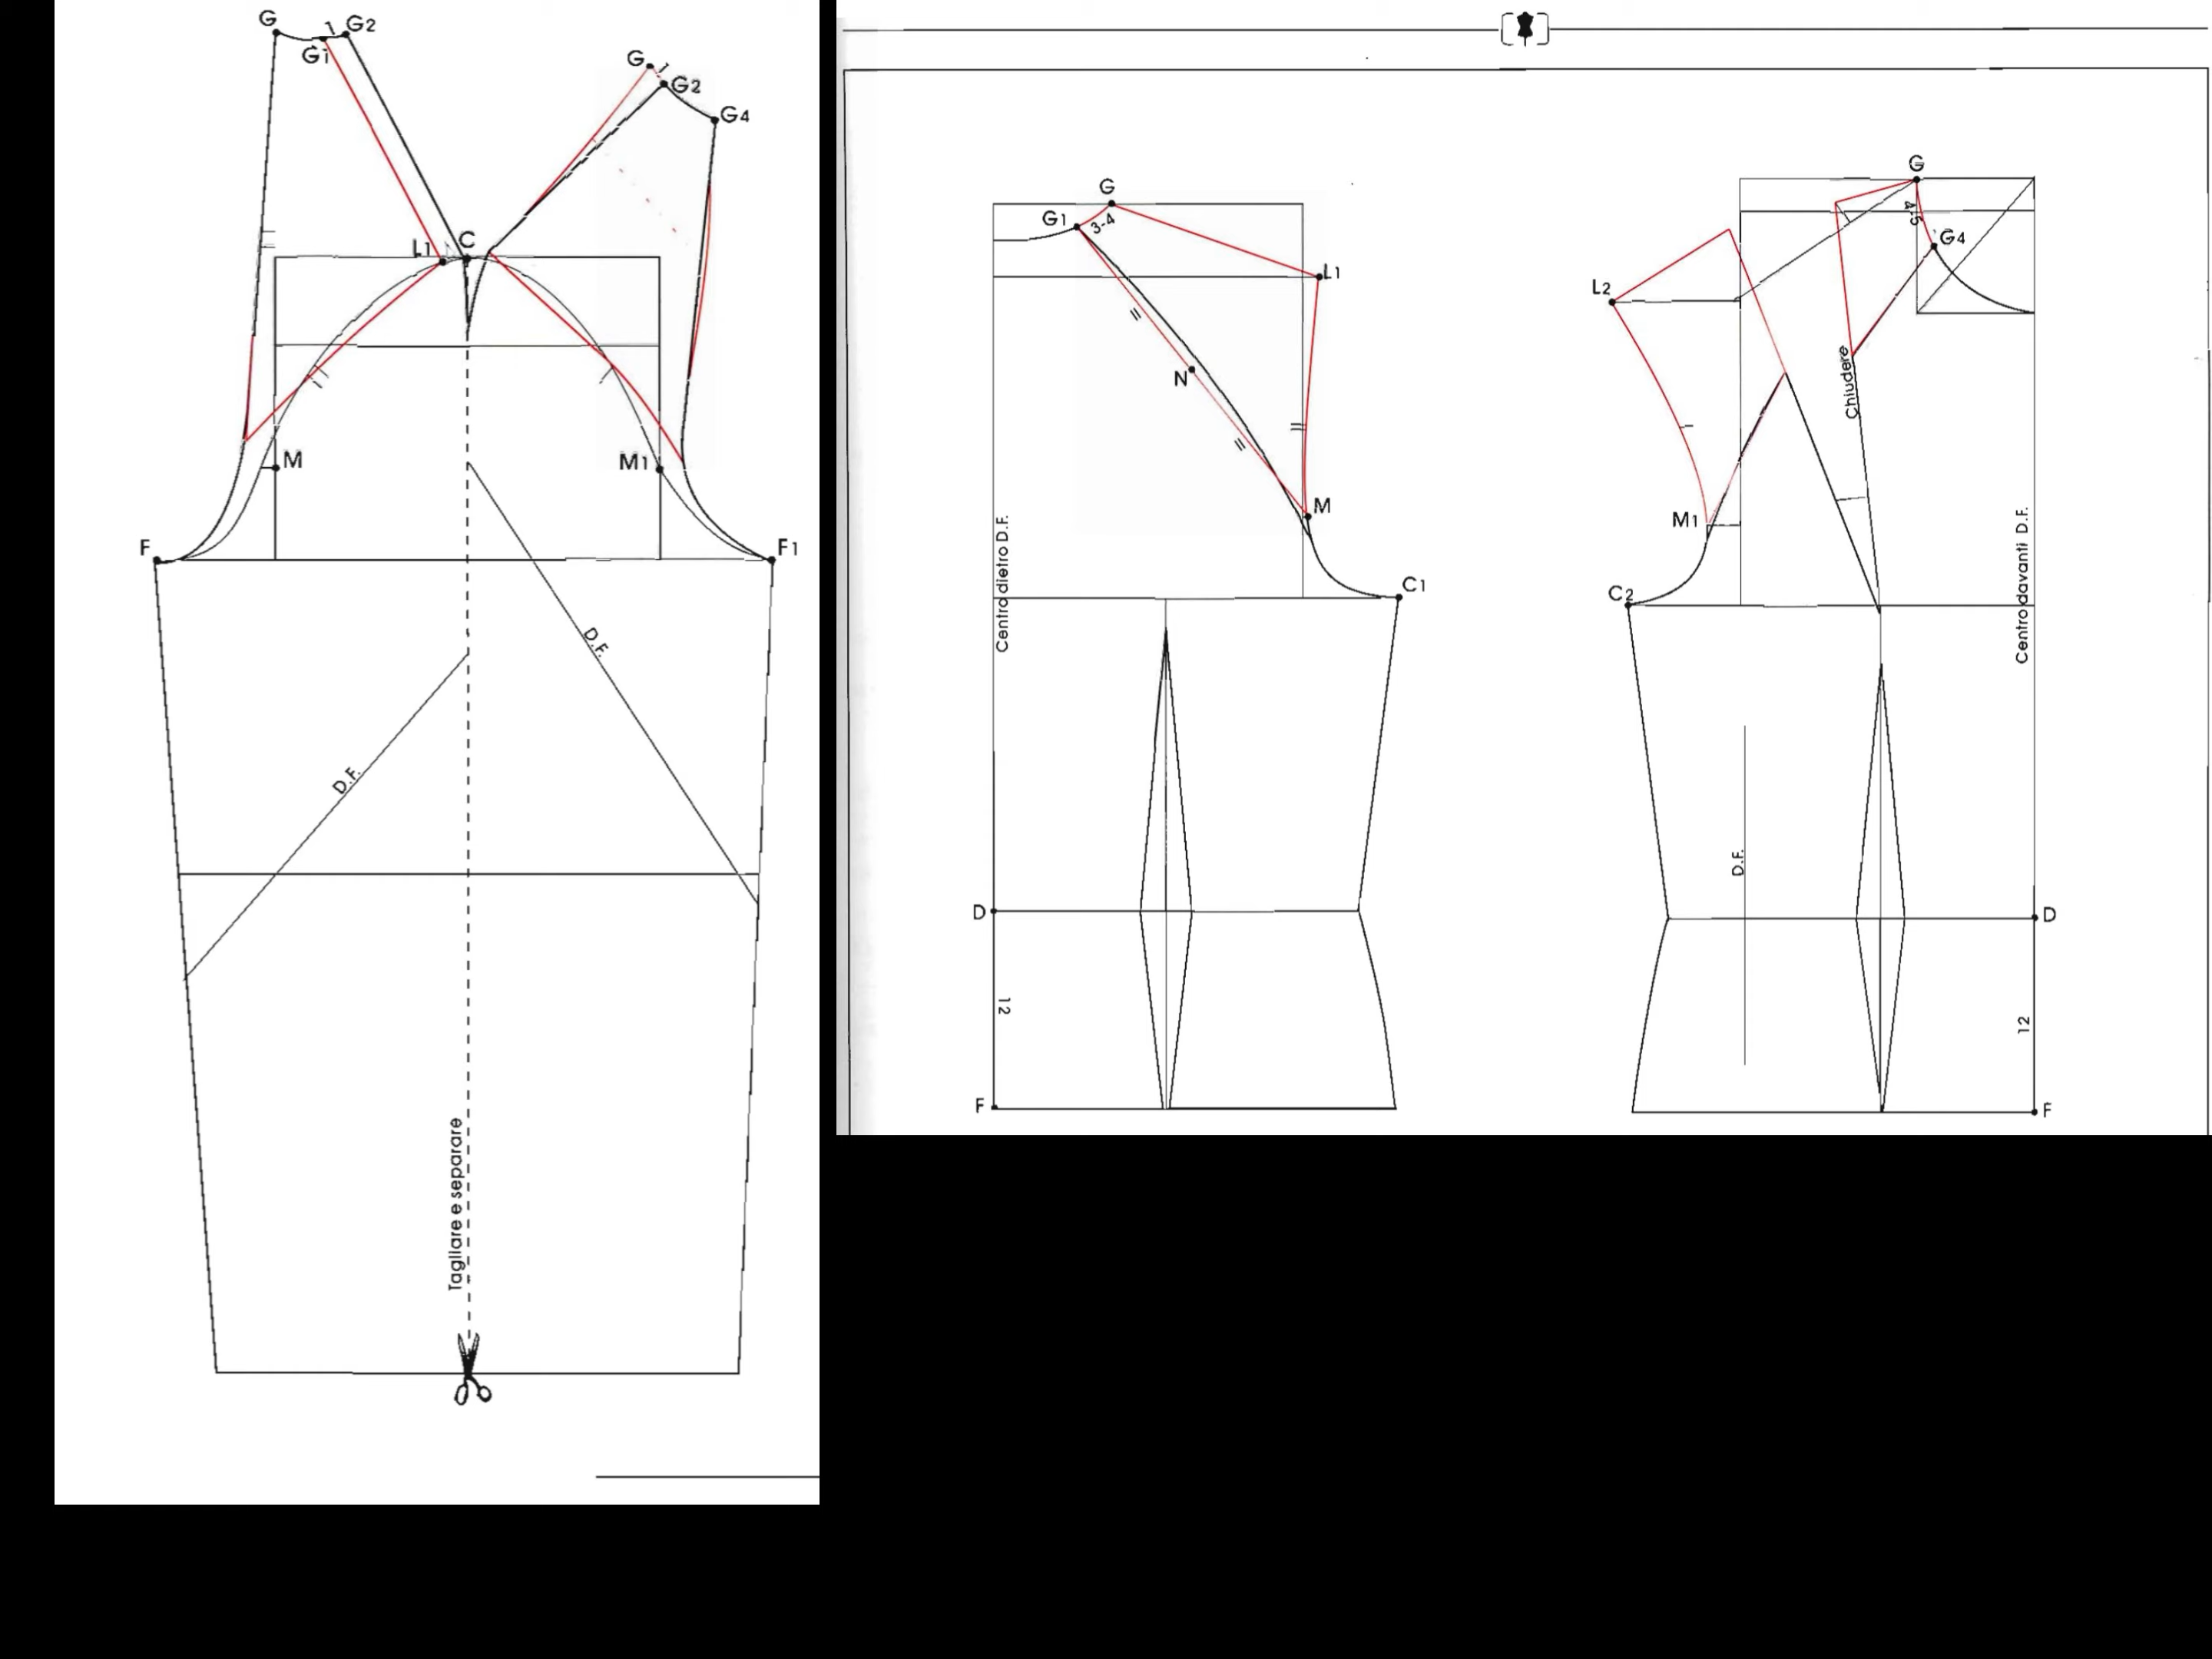 G
1
G2
G1
G
1
G2
G4
L1
C
M
M1
F
F1
D.F.
D.F.
Tagliare e separare
G
G1
3-4
L1
N
M
Centro dietro D.F.
C1
D
12
F
G
4-5
G4
L2
Chiudere
M1
C2
Centro davanti D.F.
D.F.
D
12
F